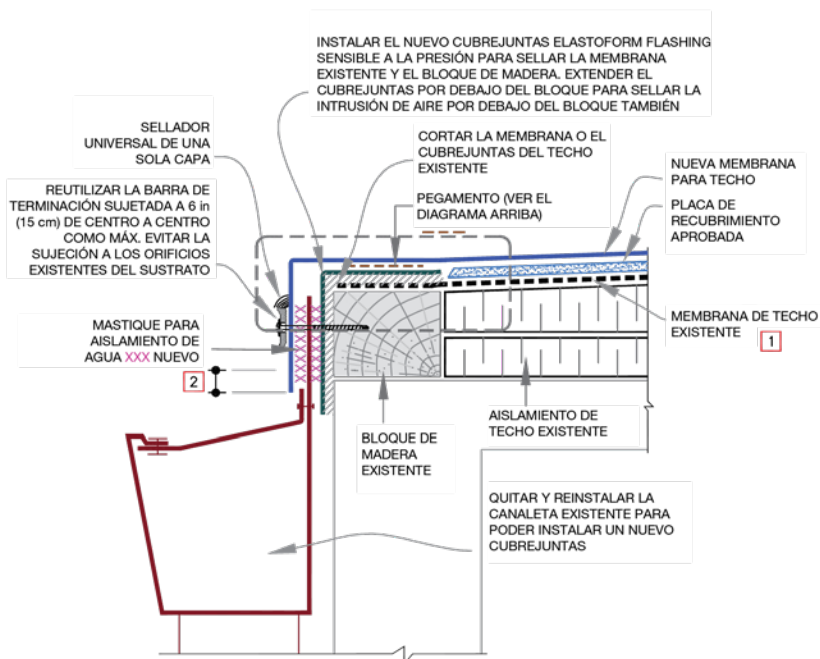 INSTALAR EL NUEVO CUBREJUNTAS ELASTOFORM FLASHING
SENSIBLE A LA PRESIÓN PARA SELLAR LA MEMBRANA
EXISTENTE Y EL BLOQUE DE MADERA. EXTENDER EL
CUBREJUNTAS POR DEBAJO DEL BLOQUE PARA SELLAR LA
INTRUSIÓN DE AIRE POR DEBAJO DEL BLOQUE TAMBIÉN
SELLADOR
UNIVERSAL DE UNA
SOLA CAPA
CORTAR LA MEMBRANA O EL
CUBREJUNTAS DEL TECHO
EXISTENTE
NUEVA MEMBRANA
PARA TECHO
REUTILIZAR LA BARRA DE
TERMINACIÓN SUJETADA A 6 in
(15 cm) DE CENTRO A CENTRO
COMO MÁX. EVITAR LA
SUJECIÓN A LOS ORIFICIOS
EXISTENTES DEL SUSTRATO
PEGAMENTO (VER EL
DIAGRAMA ARRIBA)
PLACA DE
RECUBRIMIENTO
APROBADA
MASTIQUE PARA
AISLAMIENTO DE
AGUA XXX NUEVO
MEMBRANA DE TECHO
EXISTENTE
1
2
BLOQUE DE
MADERA
EXISTENTE
AISLAMIENTO DE
TECHO EXISTENTE
QUITAR Y REINSTALAR LA
CANALETA EXISTENTE PARA
PODER INSTALAR UN NUEVO
CUBREJUNTAS